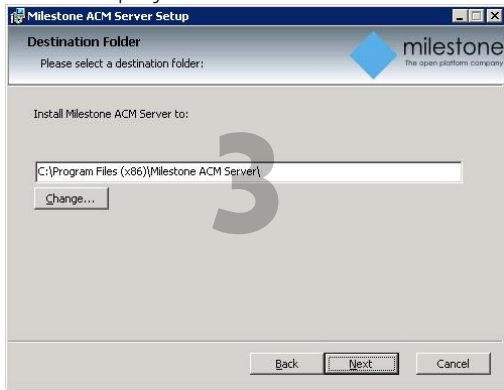 Milestone ACM Server Setup
Destination Folder
Please select a destination folder:
milestone
The open platform company
Install Milestone ACM Server to:
C:\Program Files (x86)\Milestone ACM Server\
3
Change...
Back
Next
Cancel